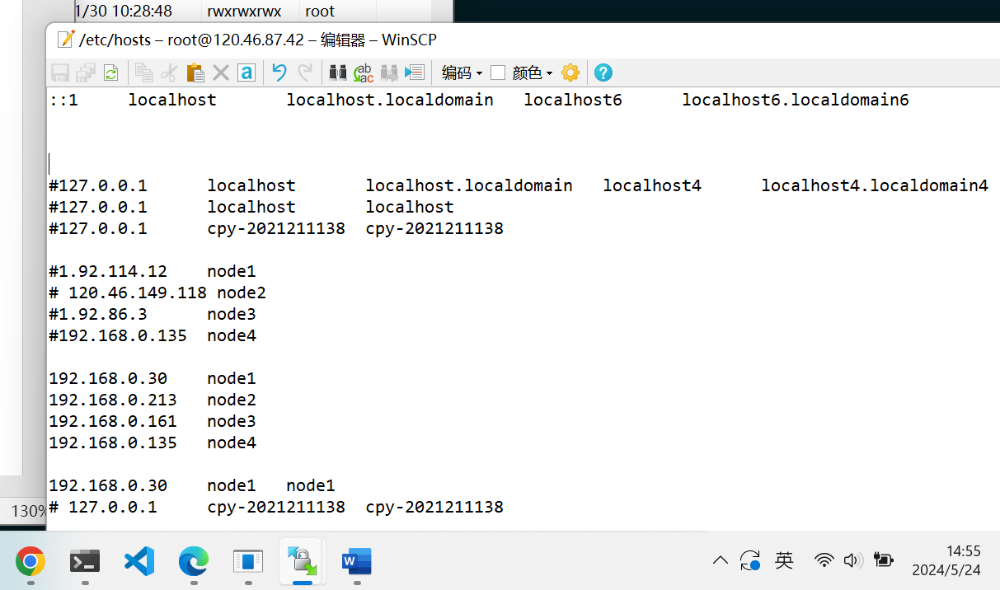 1/30 10:28:48 rwxrwxrwx root
/etc/hosts – root@120.46.87.42 – 编辑器 – WinSCP
a ab ac 编码 颜色 ?
::1 localhost localhost.localdomain localhost6 localhost6.localdomain6
#127.0.0.1 localhost localhost.localdomain localhost4 localhost4.localdomain4
#127.0.0.1 localhost localhost
#127.0.0.1 cpy-2021211138 cpy-2021211138
#1.92.114.12 node1
# 120.46.149.118 node2
#1.92.86.3 node3
#192.168.0.135 node4
192.168.0.30 node1
192.168.0.213 node2
192.168.0.161 node3
192.168.0.135 node4
192.168.0.30 node1 node1
# 127.0.0.1 cpy-2021211138 cpy-2021211138
130%
W 英 14:55
2024/5/24